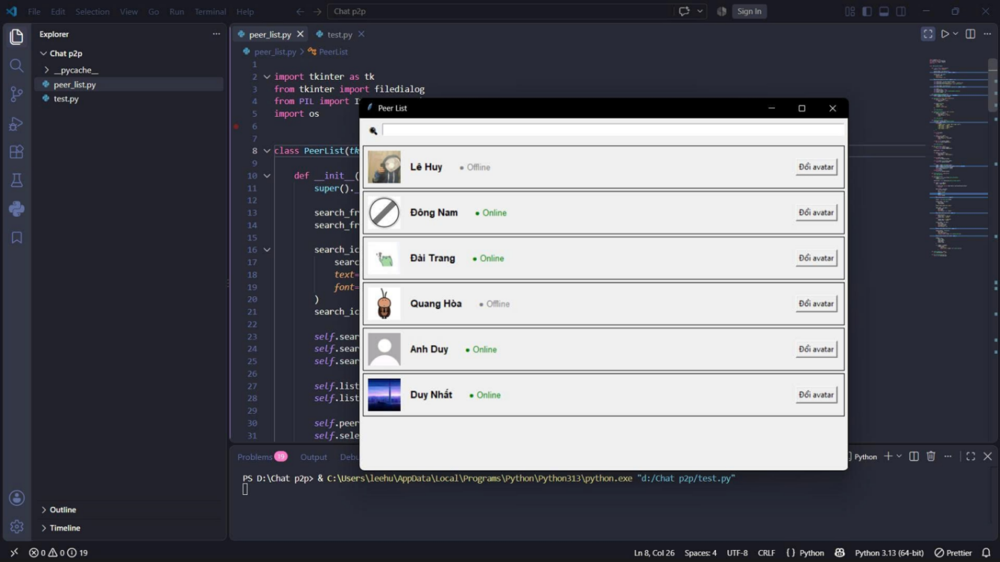 File Edit Selection View Go Run Terminal Help Chat p2p Sign In
Explorer
Chat p2p
__pycache__
peer_list.py
test.py
Outline
Timeline
peer_list.py test.py
peer_list.py PeerList
1
2 import tkinter as tk
3 from tkinter import filedialog
4 from PIL import I
5 import os
6
7
8 class PeerList(tk
9
10 def __init__(
11 super()._
12
13 search_fr
14 search_fr
15
16 search_ic
17 searc
18 text=
19 font=
20 )
21 search_ic
22
23 self.sear
24 self.sear
25 self.sear
26
27 self.list
28 self.list
29
30 self.peer
31 self.sele
Peer List
Lê Huy ● Offline Đổi avatar
Đông Nam ● Online Đổi avatar
Đài Trang ● Online Đổi avatar
Quang Hòa ● Offline Đổi avatar
Anh Duy ● Online Đổi avatar
Duy Nhất ● Online Đổi avatar
Problems 19 Output Debu Python
PS D:\Chat p2p> & C:\Users\leehu\AppData\Local\Programs\Python\Python313\python.exe "d:/Chat p2p/test.py"
0 0 19 Ln 8, Col 26 Spaces: 4 UTF-8 CRLF { } Python Python 3.13 (64-bit) Prettier